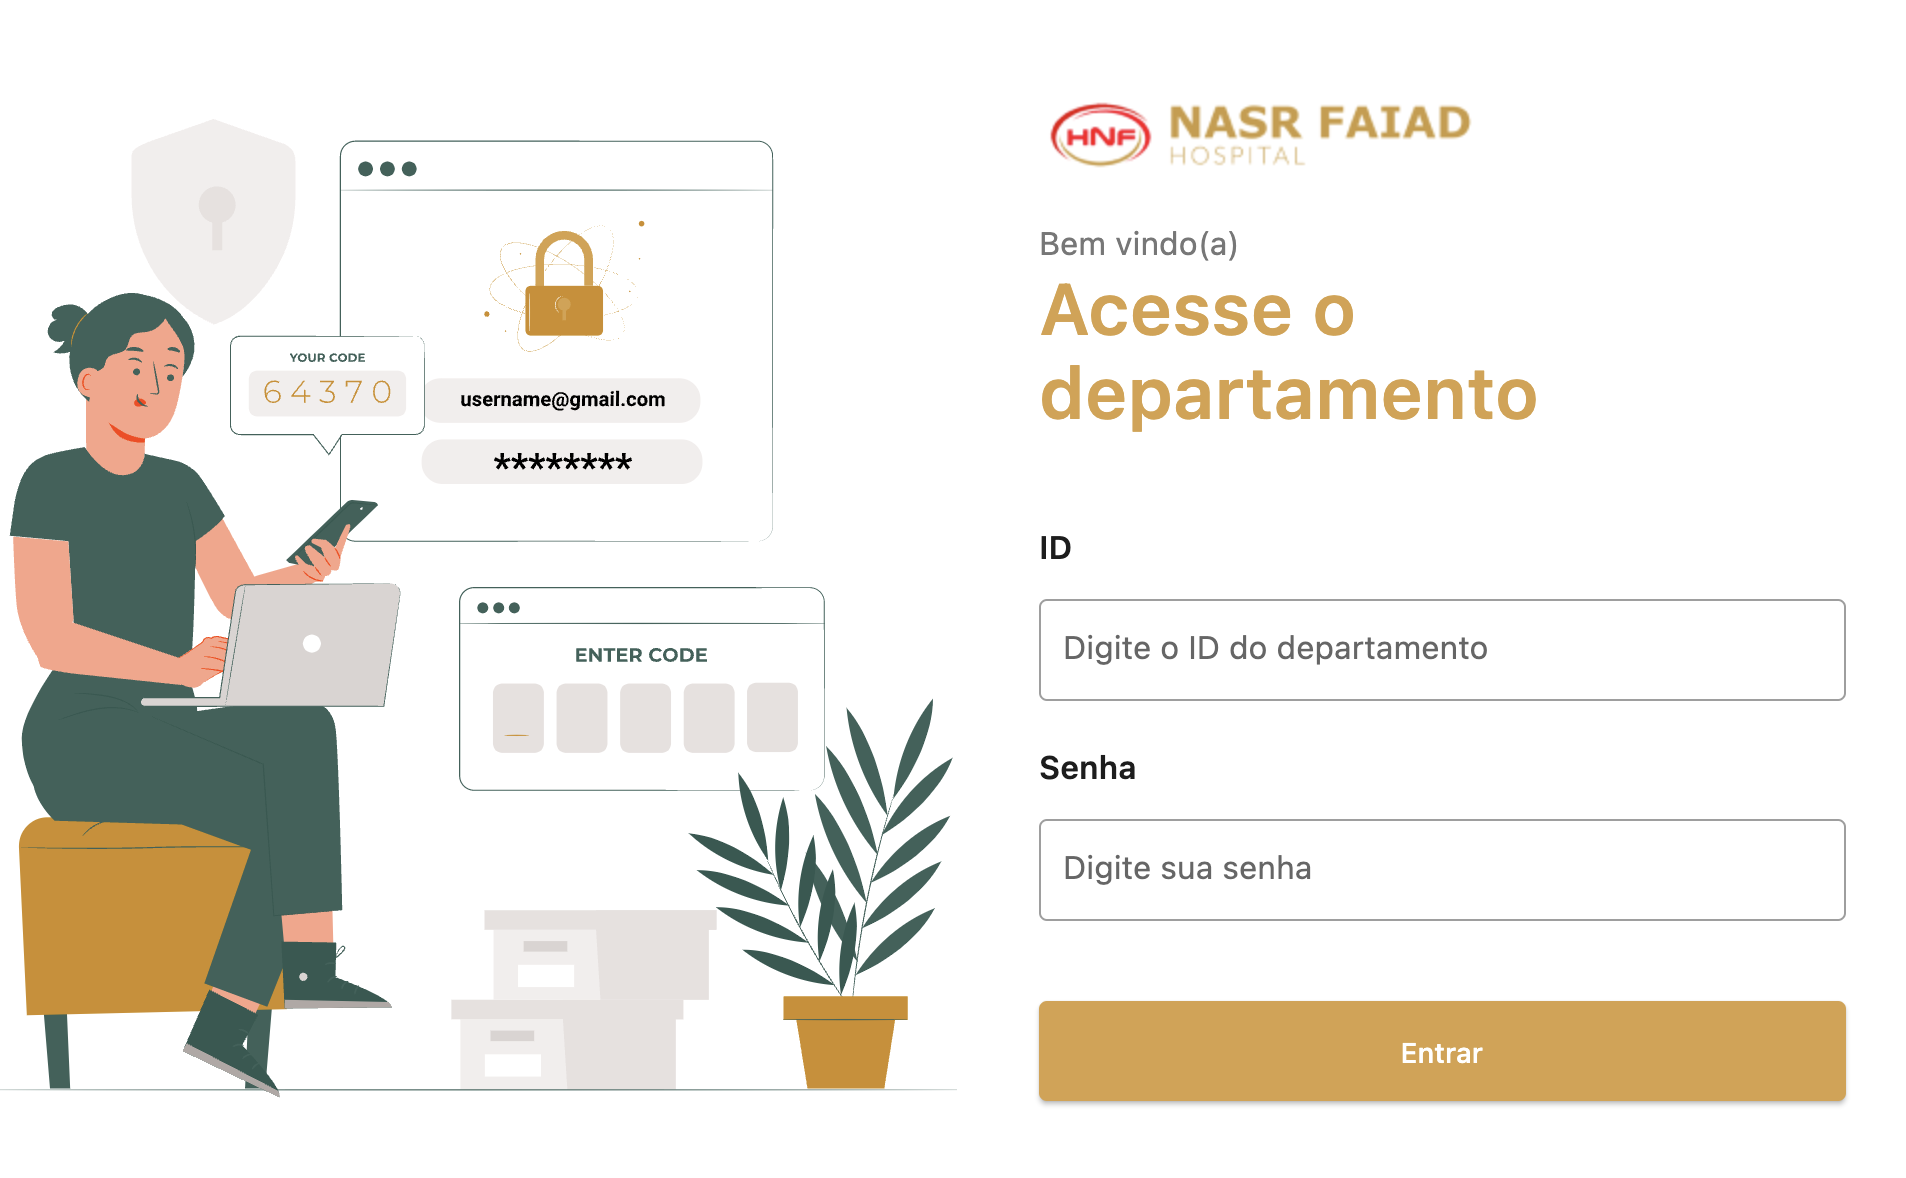 HNF
NASR FAIAD
HOSPITAL
YOUR CODE
64370
username@gmail.com
********
ENTER CODE
Bem vindo(a)
Acesse o
departamento
ID
Digite o ID do departamento
Senha
Digite sua senha
Entrar